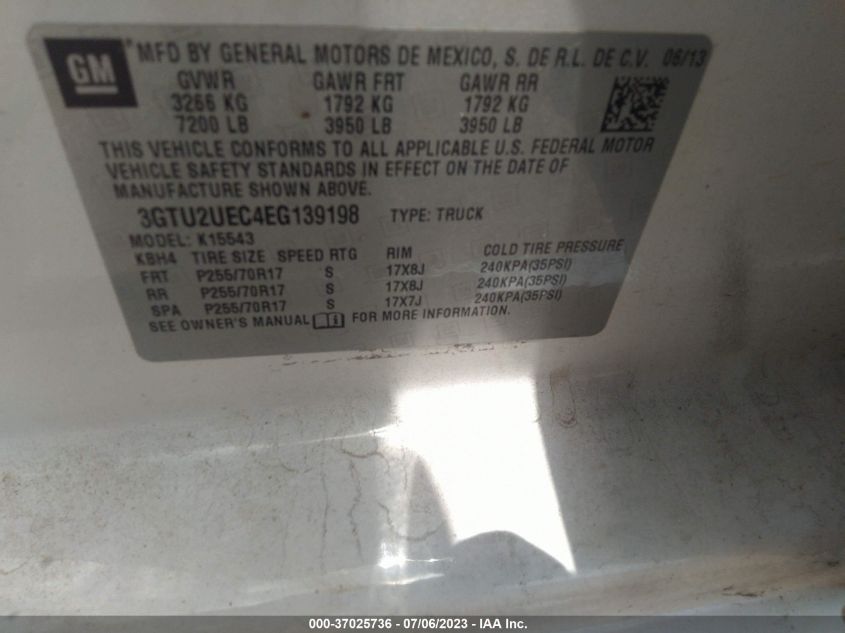 GM
MFD BY GENERAL MOTORS DE MEXICO, S. DE R.L. DE C.V. 06/13
GVWR GAWR FRT GAWR RR
3266 KG 1792 KG 1792 KG
7200 LB 3950 LB 3950 LB
THIS VEHICLE CONFORMS TO ALL APPLICABLE U.S. FEDERAL MOTOR
VEHICLE SAFETY STANDARDS IN EFFECT ON THE DATE OF
MANUFACTURE SHOWN ABOVE.
3GTU2UEC4EG139198 TYPE: TRUCK
MODEL: K15543
KBH4 TIRE SIZE SPEED RTG RIM COLD TIRE PRESSURE
FRT P255/70R17 S 17X8J 240KPA(35PSI)
RR P255/70R17 S 17X8J 240KPA(35PSI)
SPA P255/70R17 S 17X7J 240KPA(35PSI)
SEE OWNER'S MANUAL FOR MORE INFORMATION.
000-37025736 - 07/06/2023 - IAA Inc.